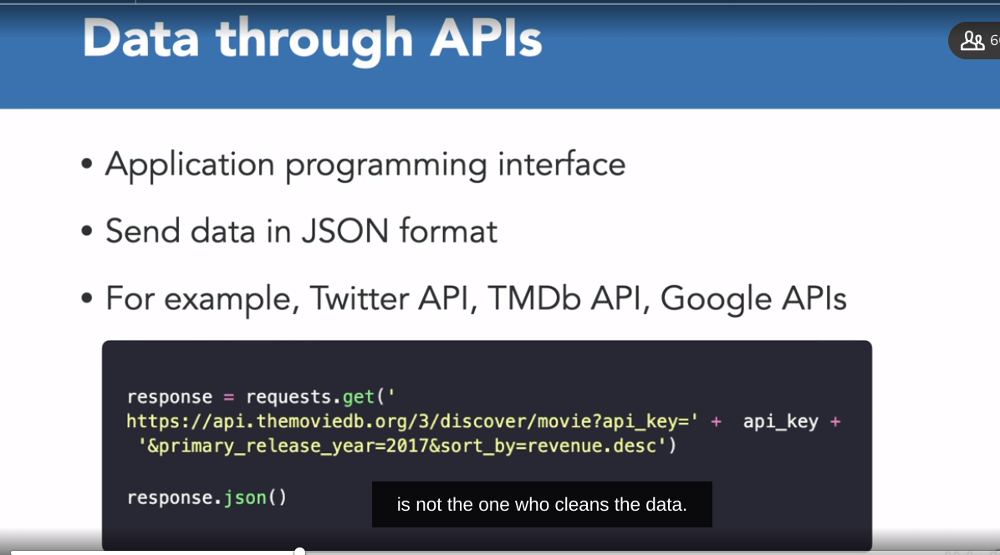 Data through APIs
• Application programming interface
• Send data in JSON format
• For example, Twitter API, TMDb API, Google APIs
response = requests.get('
https://api.themoviedb.org/3/discover/movie?api_key=' + api_key +
'&primary_release_year=2017&sort_by=revenue.desc')
response.json()
is not the one who cleans the data.